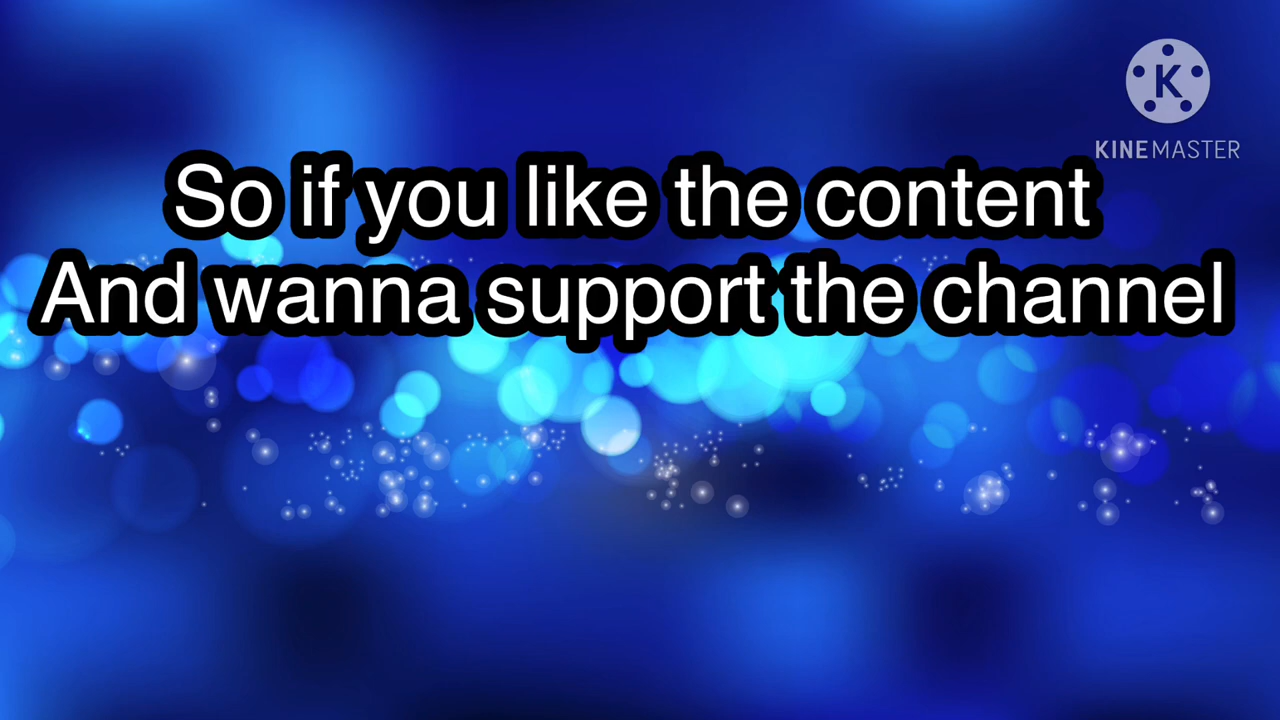 K
KINEMASTER
So if you like the content
And wanna support the channel